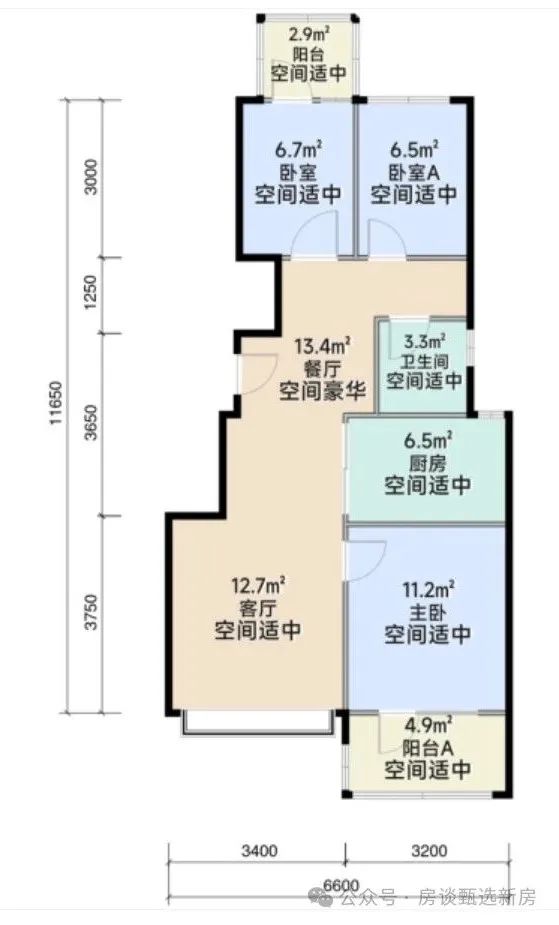 2.9㎡
阳台
空间适中
6.7㎡
卧室
空间适中
6.5㎡
卧室A
空间适中
3000
1250
3650
3750
11650
13.4㎡
餐厅
空间豪华
3.3㎡
卫生间
空间适中
6.5㎡
厨房
空间适中
12.7㎡
客厅
空间适中
11.2㎡
主卧
空间适中
4.9㎡
阳台A
空间适中
3400
3200
6600
公众号 · 房谈甄选新房